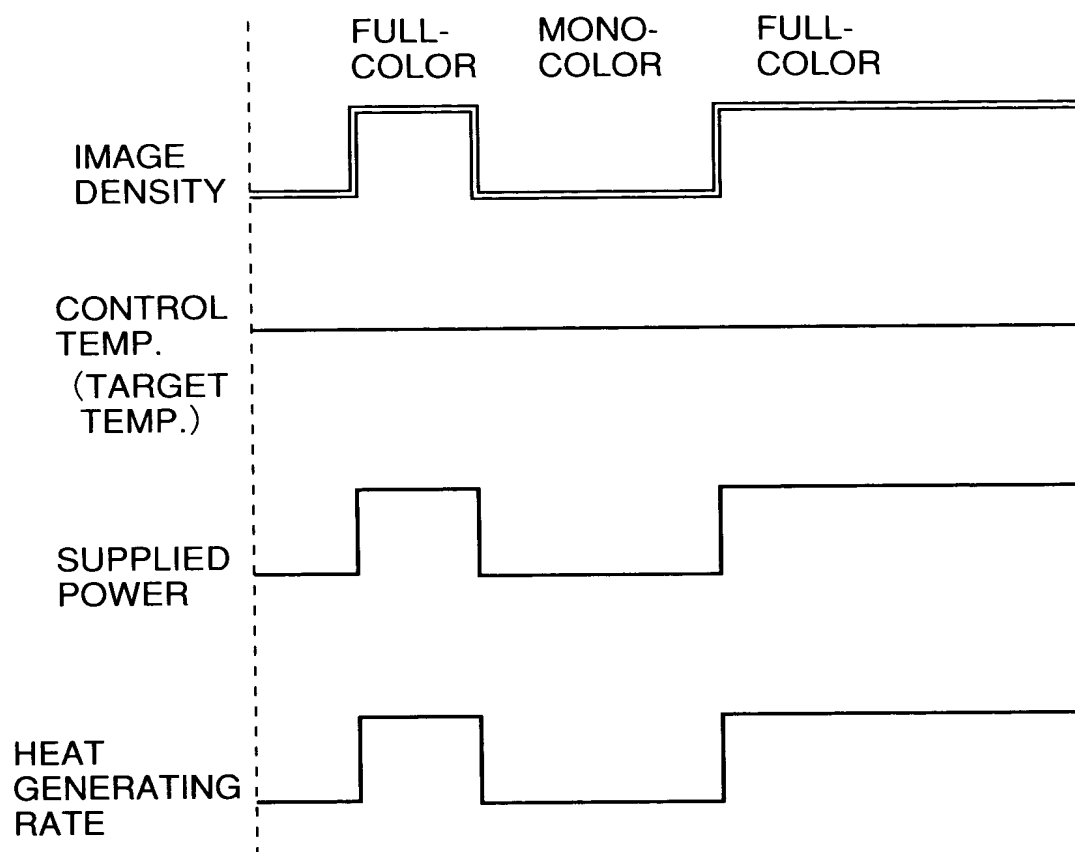 FULL-
COLOR
MONO-
COLOR
FULL-
COLOR
IMAGE
DENSITY
CONTROL
TEMP.
(TARGET
TEMP.)
SUPPLIED
POWER
HEAT
GENERATING
RATE